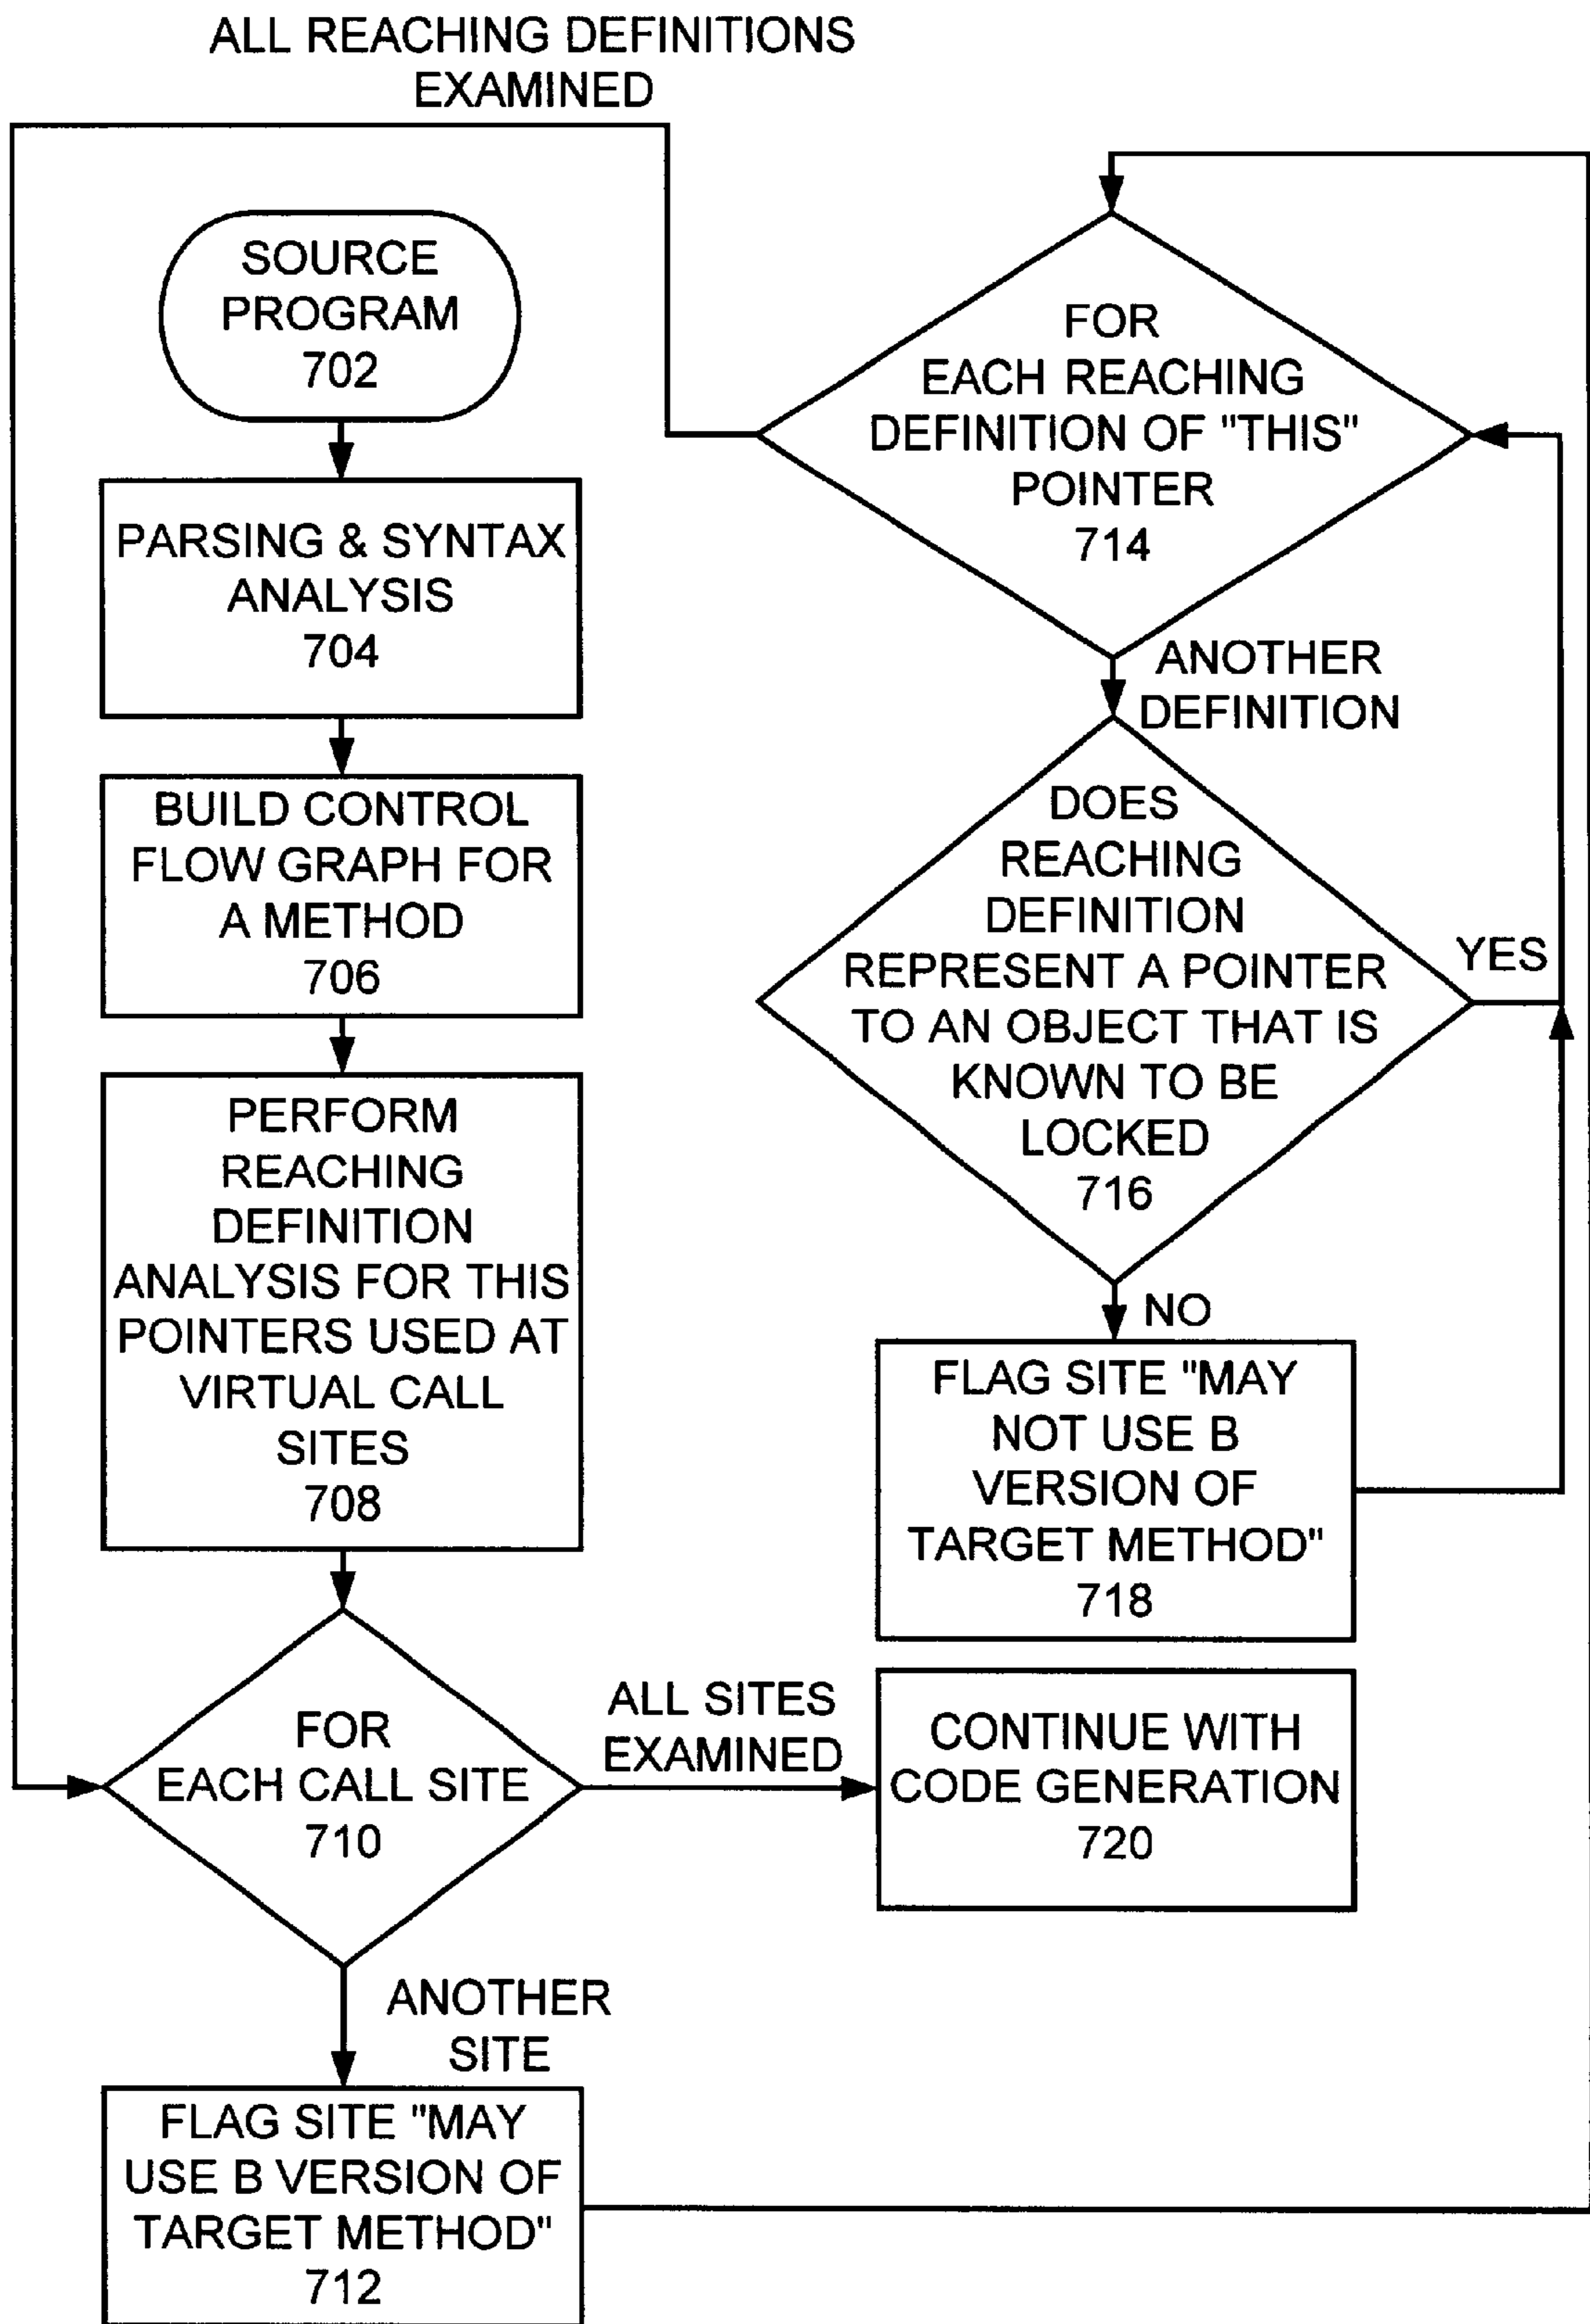 ALL REACHING DEFINITIONS
EXAMINED
SOURCE
PROGRAM
702
PARSING & SYNTAX
ANALYSIS
704
BUILD CONTROL
FLOW GRAPH FOR
A METHOD
706
PERFORM
REACHING
DEFINITION
ANALYSIS FOR THIS
POINTERS USED AT
VIRTUAL CALL
SITES
708
FOR
EACH CALL SITE
710
ALL SITES
EXAMINED
ANOTHER
SITE
FLAG SITE "MAY
USE B VERSION OF
TARGET METHOD"
712
FOR
EACH REACHING
DEFINITION OF "THIS"
POINTER
714
ANOTHER
DEFINITION
DOES
REACHING
DEFINITION
REPRESENT A POINTER
TO AN OBJECT THAT IS
KNOWN TO BE
LOCKED
716
YES
NO
FLAG SITE "MAY
NOT USE B
VERSION OF
TARGET METHOD"
718
CONTINUE WITH
CODE GENERATION
720